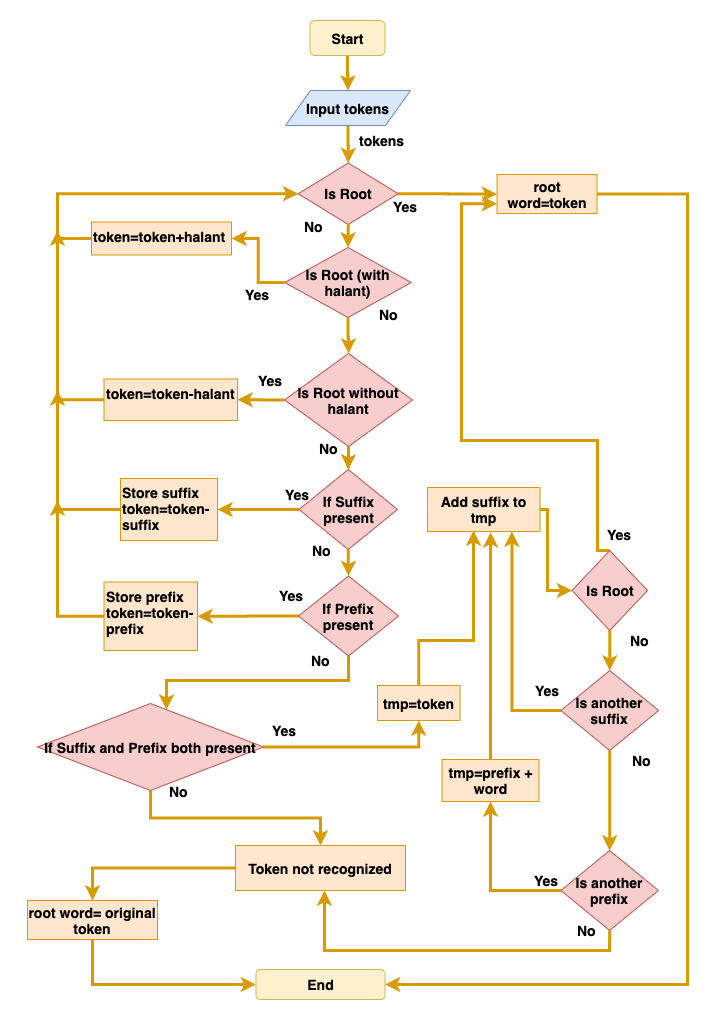 Start
Input tokens
tokens
Is Root
Yes
root
word=token
No
token=token+halant
Is Root (with
halant)
Yes
No
Yes
token=token-halant
Is Root without
halant
No
Yes
Store suffix
token=token-
suffix
If Suffix
present
Add suffix to
tmp
No
Yes
Is Root
Yes
Store prefix
token=token-
prefix
If Prefix
present
No
No
Yes
Is another
suffix
tmp=token
Yes
If Suffix and Prefix both present
No
tmp=prefix +
word
No
Token not recognized
Yes
Is another
prefix
No
root word= original
token
End